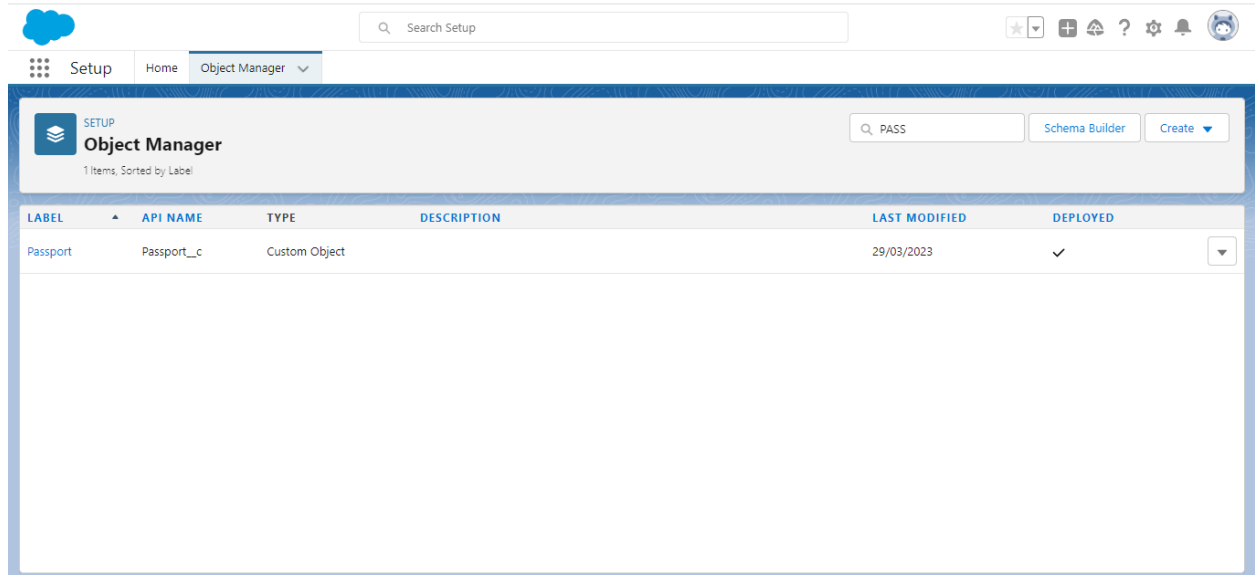 Search Setup
Setup Home Object Manager
SETUP
Object Manager
1 Items, Sorted by Label
PASS
Schema Builder
Create
LABEL API NAME TYPE DESCRIPTION LAST MODIFIED DEPLOYED
Passport Passport__c Custom Object 29/03/2023